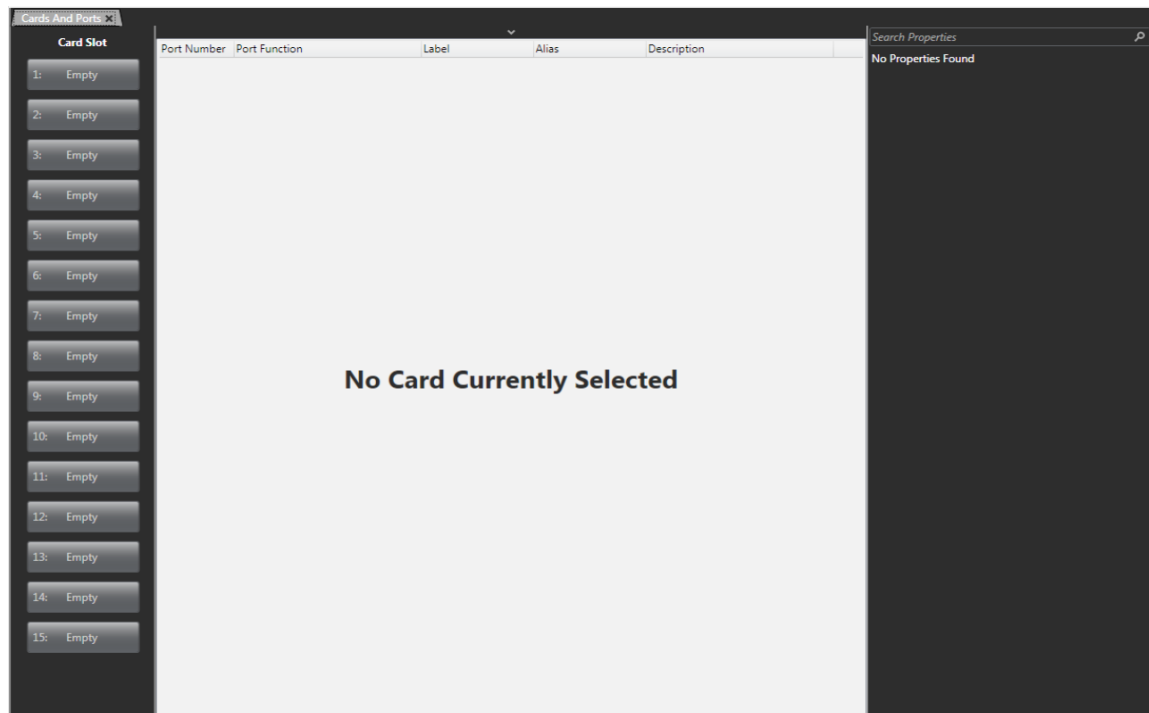 Cards And Ports
Card Slot
Port Number Port Function Label Alias Description
Search Properties
No Properties Found
1: Empty
2: Empty
3: Empty
4: Empty
5: Empty
6: Empty
7: Empty
8: Empty
No Card Currently Selected
9: Empty
10: Empty
11: Empty
12: Empty
13: Empty
14: Empty
15: Empty